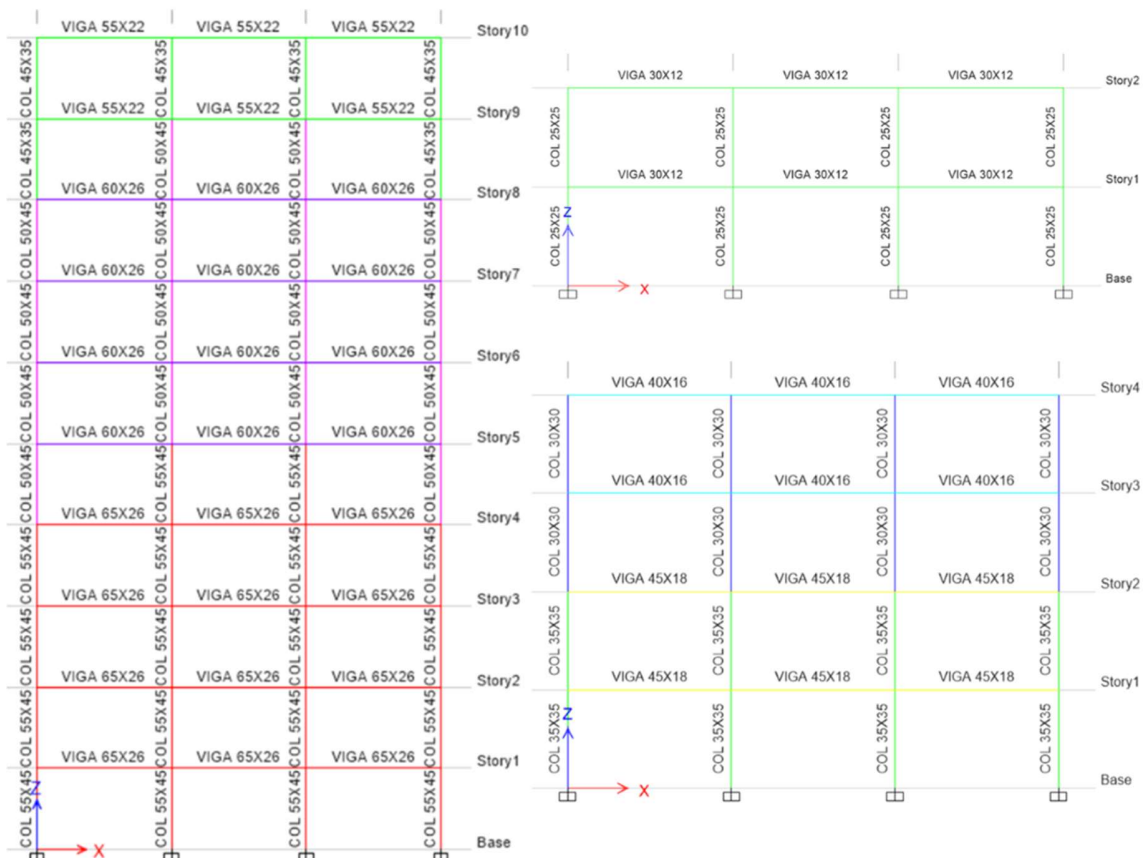 VIGA 55X22 VIGA 55X22 VIGA 55X22 Story10
COL 45X35 COL 45X35 COL 45X35 COL 45X35
VIGA 55X22 VIGA 55X22 VIGA 55X22 Story9
COL 45X35 COL 50X45 COL 50X45 COL 45X35
VIGA 60X26 VIGA 60X26 VIGA 60X26 Story8
COL 50X45 COL 50X45 COL 50X45 COL 50X45
VIGA 60X26 VIGA 60X26 VIGA 60X26 Story7
COL 50X45 COL 50X45 COL 50X45 COL 50X45
VIGA 60X26 VIGA 60X26 VIGA 60X26 Story6
COL 50X45 COL 50X45 COL 50X45 COL 50X45
VIGA 60X26 VIGA 60X26 VIGA 60X26 Story5
COL 50X45 COL 55X45 COL 55X45 COL 50X45
VIGA 65X26 VIGA 65X26 VIGA 65X26 Story4
COL 55X45 COL 55X45 COL 55X45 COL 55X45
VIGA 65X26 VIGA 65X26 VIGA 65X26 Story3
COL 55X45 COL 55X45 COL 55X45 COL 55X45
VIGA 65X26 VIGA 65X26 VIGA 65X26 Story2
COL 55X45 COL 55X45 COL 55X45 COL 55X45
VIGA 65X26 VIGA 65X26 VIGA 65X26 Story1
COL 55X45 COL 55X45 COL 55X45 COL 55X45
Z
X
Base
VIGA 30X12 VIGA 30X12 VIGA 30X12 Story2
COL 25X25 COL 25X25 COL 25X25 COL 25X25
VIGA 30X12 VIGA 30X12 VIGA 30X12 Story1
COL 25X25 COL 25X25 COL 25X25 COL 25X25
Z
X
Base
VIGA 40X16 VIGA 40X16 VIGA 40X16 Story4
COL 30X30 COL 30X30 COL 30X30 COL 30X30
VIGA 40X16 VIGA 40X16 VIGA 40X16 Story3
COL 30X30 COL 30X30 COL 30X30 COL 30X30
VIGA 45X18 VIGA 45X18 VIGA 45X18 Story2
COL 35X35 COL 35X35 COL 35X35 COL 35X35
VIGA 45X18 VIGA 45X18 VIGA 45X18 Story1
COL 35X35 COL 35X35 COL 35X35 COL 35X35
Z
X
Base